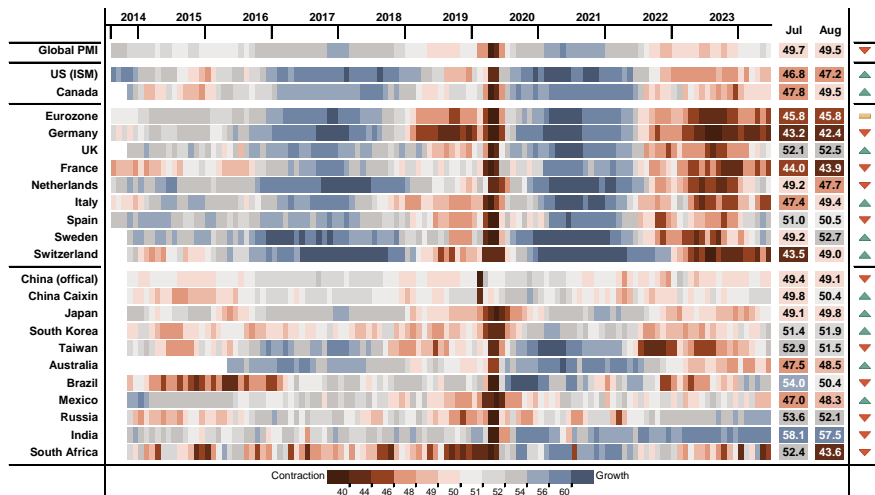 2014 2015 2016 2017 2018 2019 2020 2021 2022 2023
Jul Aug
Global PMI 49.7 49.5
US (ISM) 46.8 47.2
Canada 47.8 49.5
Eurozone 45.8 45.8
Germany 43.2 42.4
UK 52.1 52.5
France 44.0 43.9
Netherlands 49.2 47.7
Italy 47.4 49.4
Spain 51.0 50.5
Sweden 49.2 52.7
Switzerland 43.5 49.0
China (offical) 49.4 49.1
China Caixin 49.8 50.4
Japan 49.1 49.8
South Korea 51.4 51.9
Taiwan 52.9 51.5
Australia 47.5 48.5
Brazil 54.0 50.4
Mexico 47.0 48.3
Russia 53.6 52.1
India 58.1 57.5
South Africa 52.4 43.6
Contraction Growth
40 44 46 48 49 50 51 52 54 56 60